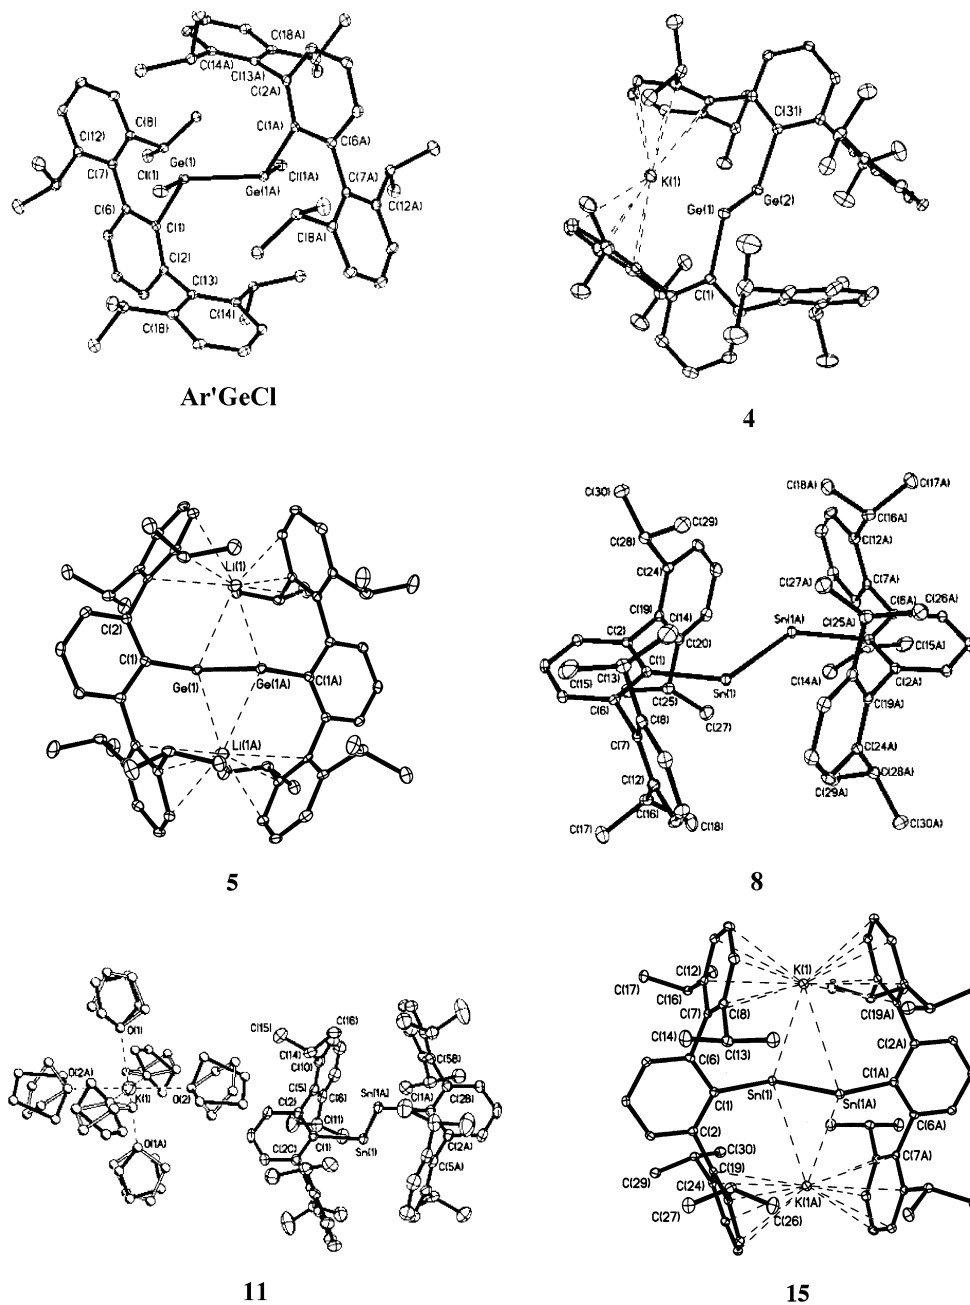 C(18A)
C(14A)
C(13A)
C(2A)
C(8)
C(12)
C(1A)
C(6A)
Ge(1)
C(7)
Cl(1)
Cl(1A)
Ge(1A)
C(7A)
C(12A)
C(6)
C(1)
C(8A)
C(2)
C(13)
C(14)
C(18)
Ar'GeCl
C(31)
K(1)
Ge(2)
Ge(1)
C(1)
4
Li(1)
C(2)
C(1)
Ge(1)
Ge(1A)
C(1A)
Li(1A)
5
C(30)
C(29)
C(28)
C(24)
C(19)
C(14)
C(2)
C(20)
C(1)
C(15)
C(13)
C(25)
C(6)
C(8)
C(27)
C(7)
C(12)
C(16)
C(17)
C(18)
Sn(1)
Sn(1A)
C(18A)
C(17A)
C(16A)
C(12A)
C(27A)
C(7A)
C(6A)
C(26A)
C(25A)
C(15A)
C(14A)
C(2A)
C(19A)
C(24A)
C(28A)
C(29A)
C(30A)
8
O(1)
O(2A)
K(1)
O(2)
O(1A)
C(16)
C(15)
C(14)
C(10)
C(5)
C(6)
C(2)
C(11)
C(2C)
C(1)
Sn(1)
Sn(1A)
C(5B)
C(1A)
C(2B)
C(2A)
C(5A)
11
K(1)
C(12)
C(17)
C(16)
C(7)
C(8)
C(19A)
C(14)
C(13)
C(2A)
C(6)
C(1A)
C(1)
Sn(1)
Sn(1A)
C(6A)
C(2)
C(30)
C(7A)
C(19)
C(29)
C(24)
K(1A)
C(27)
C(26)
15